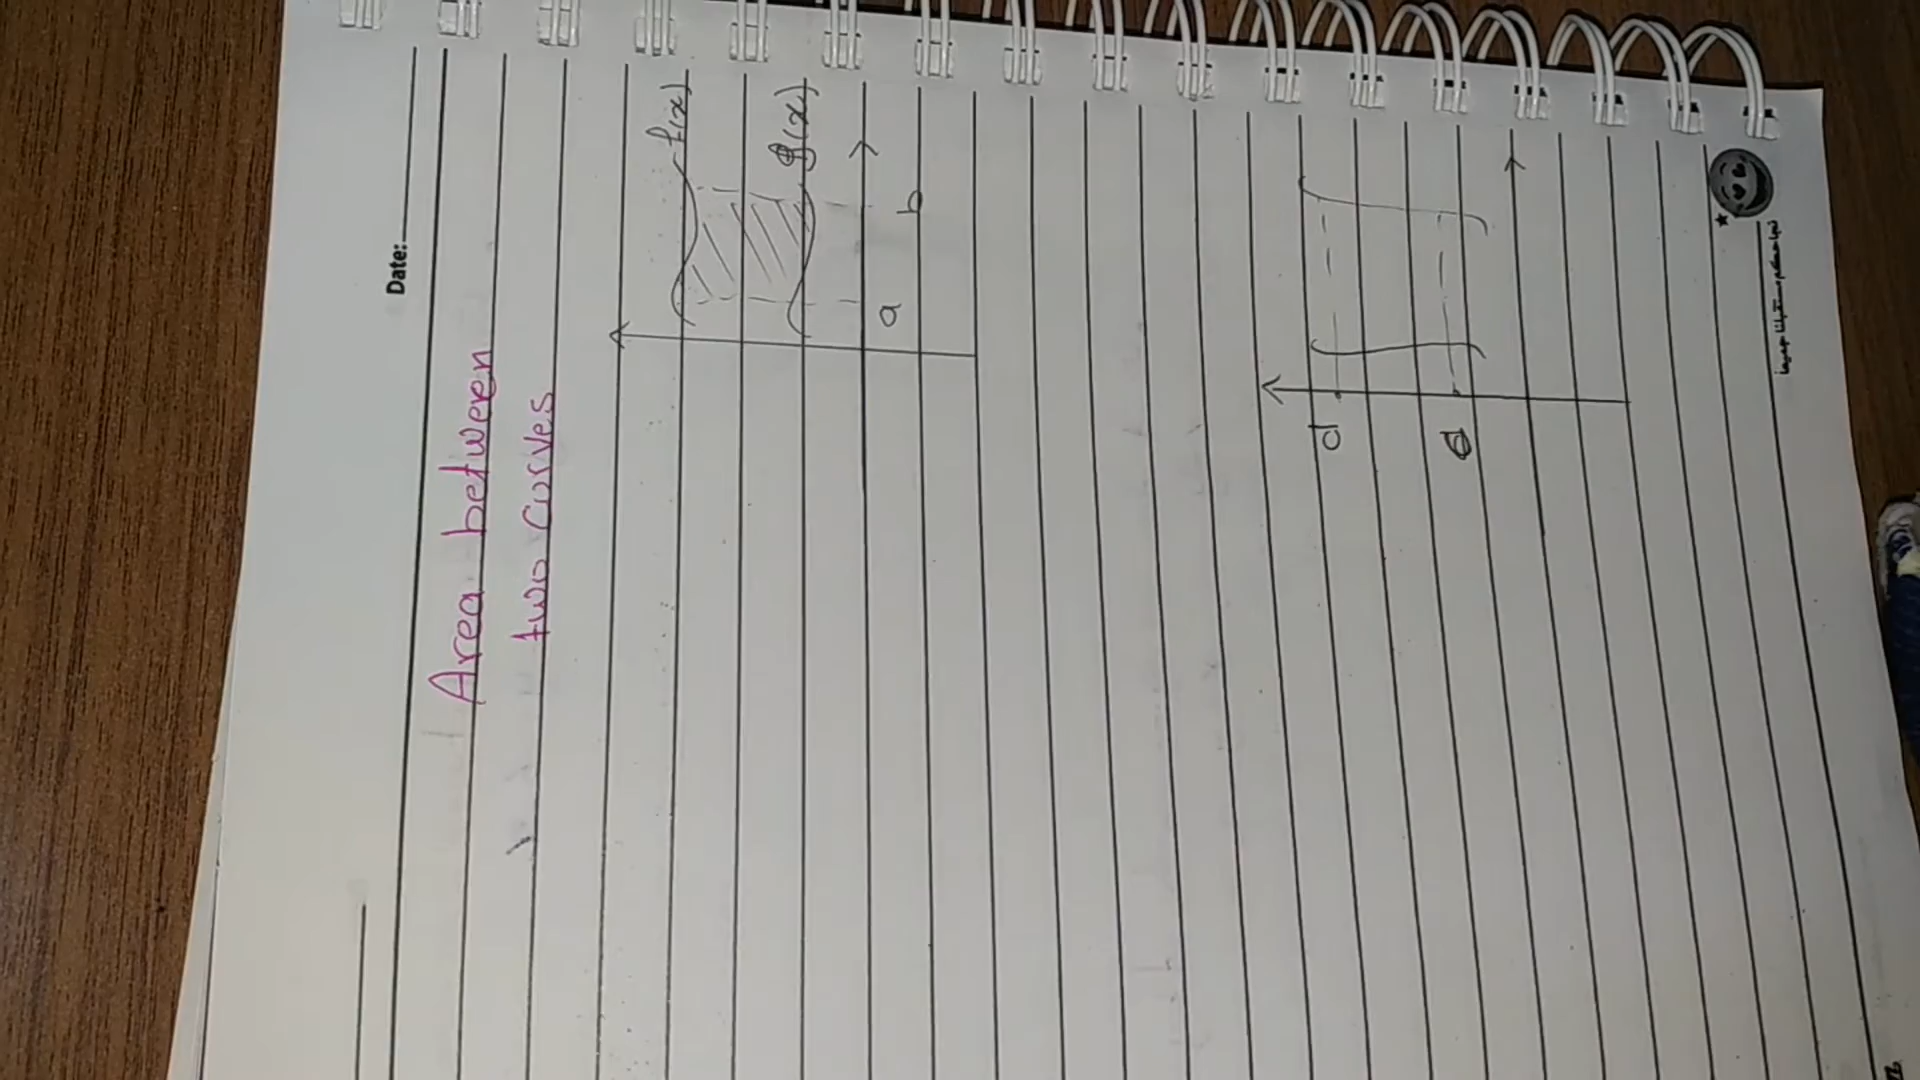 Date:
Area between
two curves
f(x)
g(x)
a
b
d